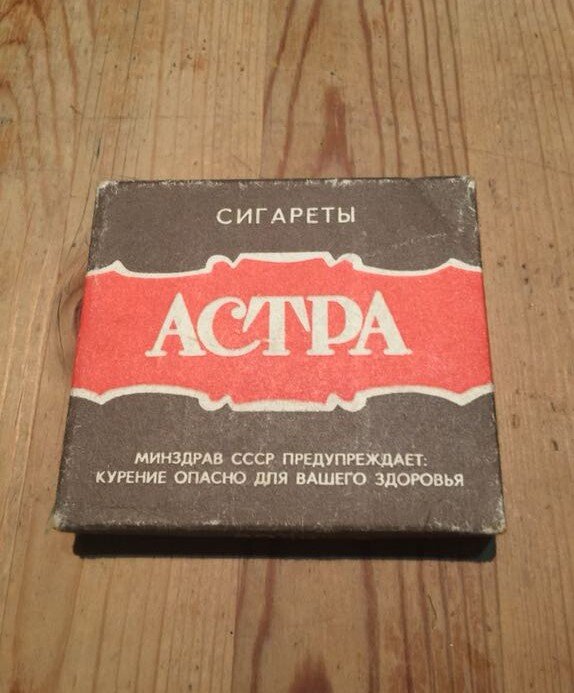 СИГАРЕТЫ
АСТРА
МИНЗДРАВ СССР ПРЕДУПРЕЖДАЕТ:
КУРЕНИЕ ОПАСНО ДЛЯ ВАШЕГО ЗДОРОВЬЯ